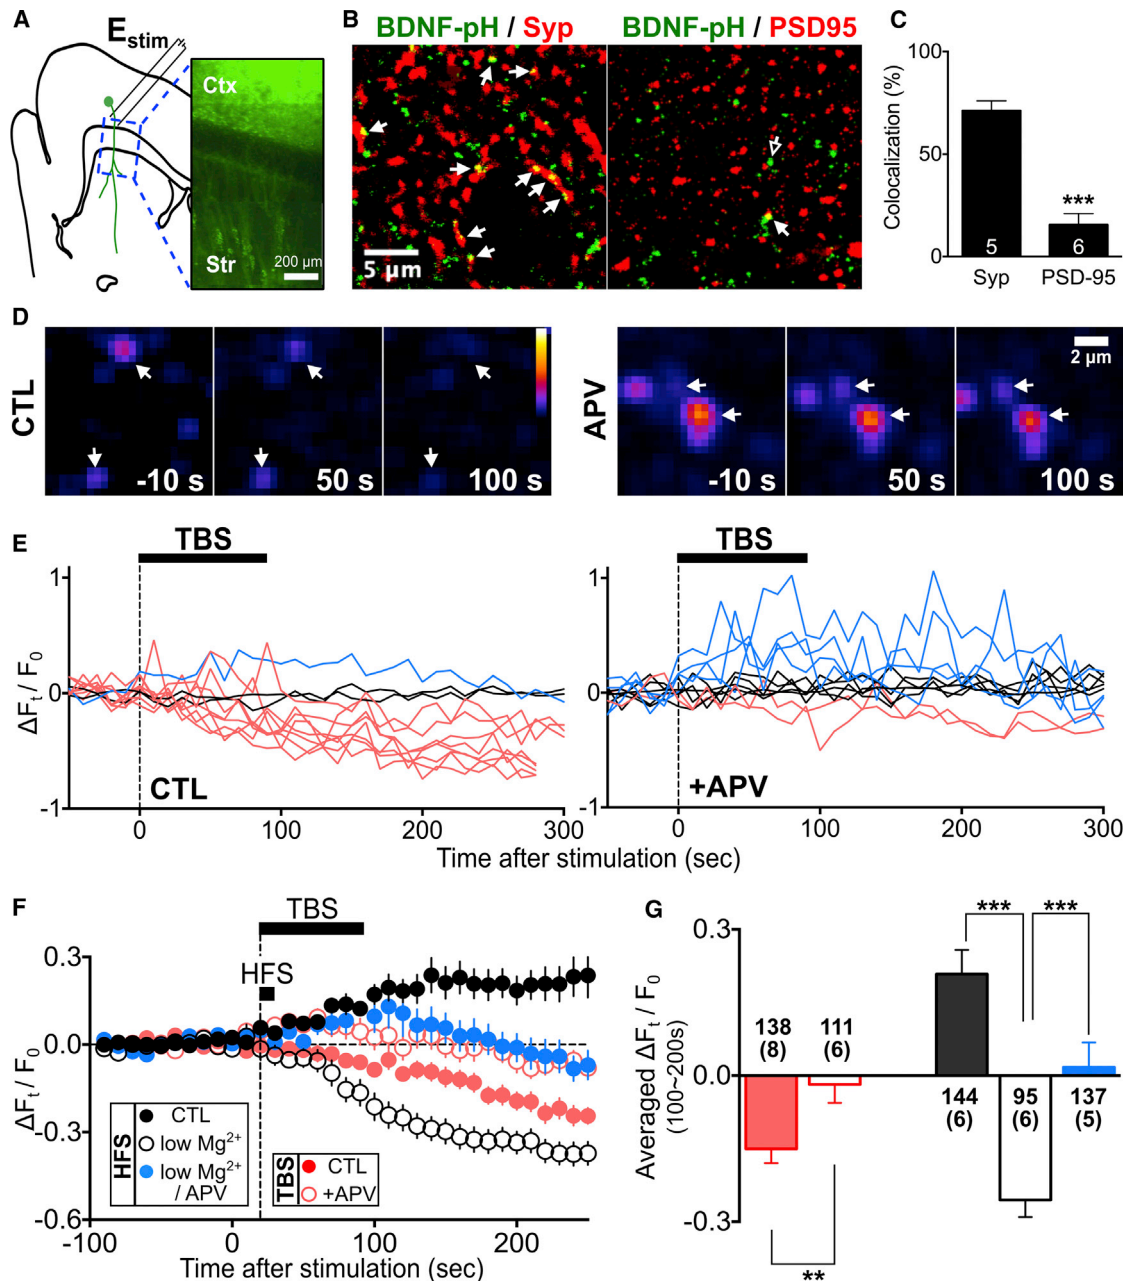 A
E stim
Ctx
Str
200 µm
B
BDNF-pH / Syp
BDNF-pH / PSD95
5 µm
C
Colocalization (%)
100
50
0
***
5
6
Syp
PSD-95
D
CTL
-10 s
50 s
100 s
APV
2 µm
-10 s
50 s
100 s
E
TBS
TBS
ΔFt / F0
1
0
-1
CTL
0
100
200
300
1
0
-1
+APV
0
100
200
300
Time after stimulation (sec)
F
TBS
HFS
ΔFt / F0
0.3
0.0
-0.3
-0.6
HFS
CTL
low Mg2+
low Mg2+
/ APV
TBS
CTL
+APV
-100
0
100
200
Time after stimulation (sec)
G
Averaged ΔFt / F0
(100~200s)
0.3
0.0
-0.3
***
***
138
(8)
111
(6)
144
(6)
95
(6)
137
(5)
**